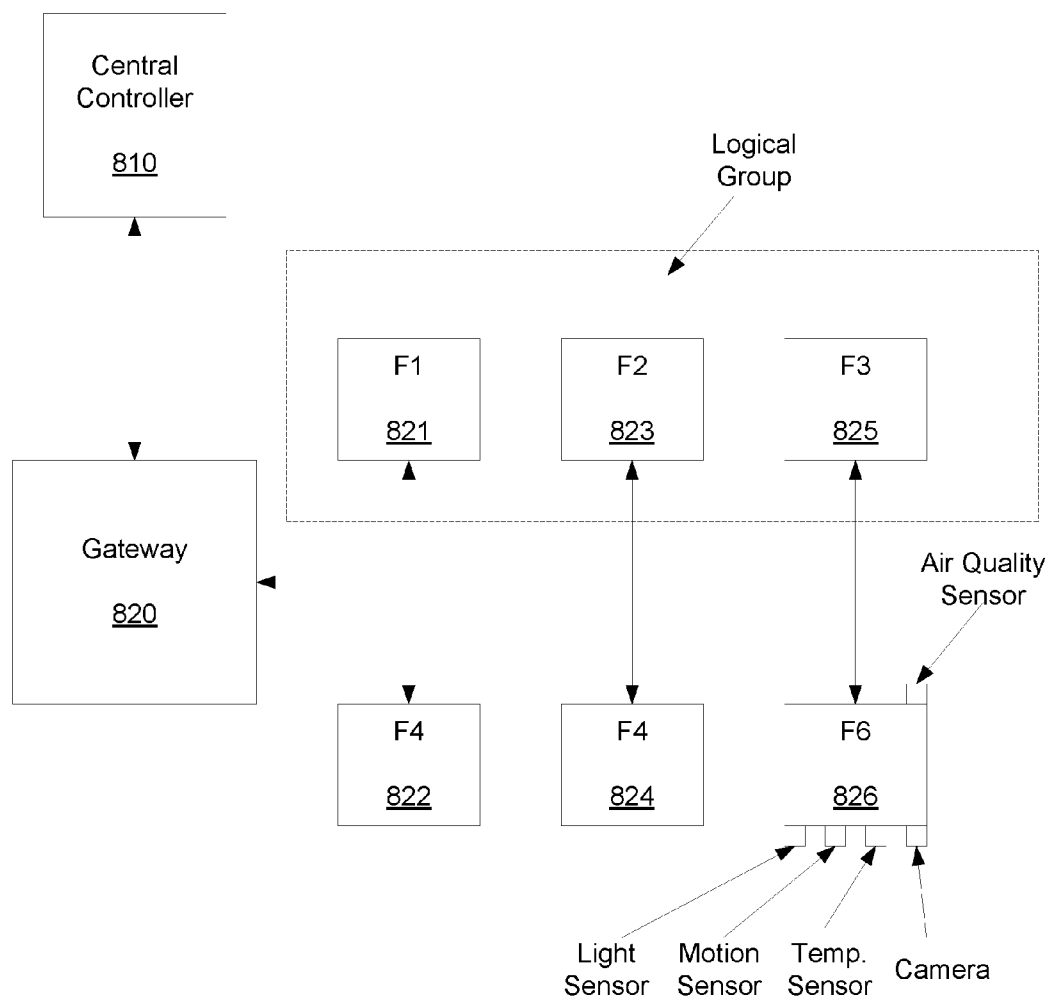 Central
Controller
810
Logical
Group
F1
821
F2
823
F3
825
Gateway
820
Air Quality
Sensor
F4
822
F4
824
F6
826
Light
Sensor
Motion
Sensor
Temp.
Sensor
Camera